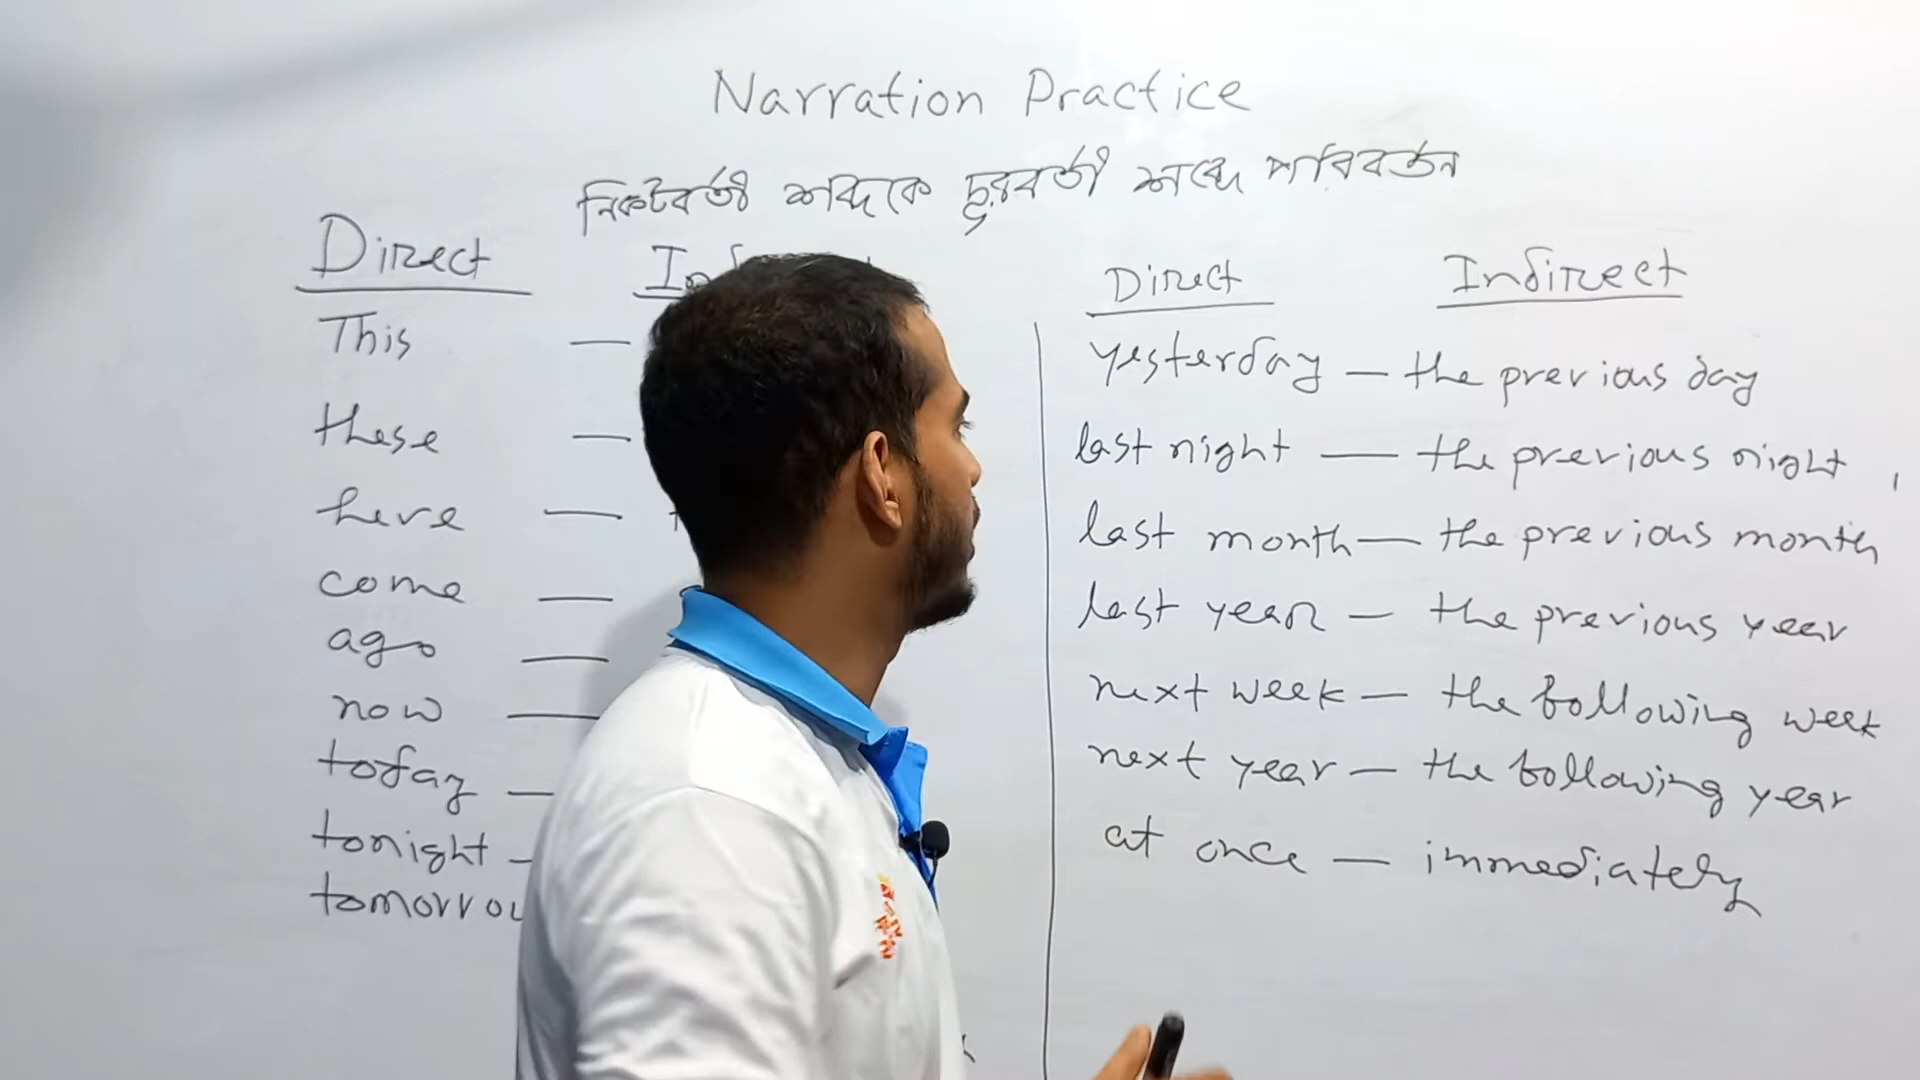 Narration Practice
নিকটবর্তী শব্দকে দূরবর্তী শব্দে পরিবর্তন
Direct
This —
these —
here —
come —
ago —
now —
today —
tonight —
Direct Indirect
yesterday — the previous day
last night — the previous night
last month — the previous month
last year — the previous year
next week — the following week
next year — the following year
at once — immediately